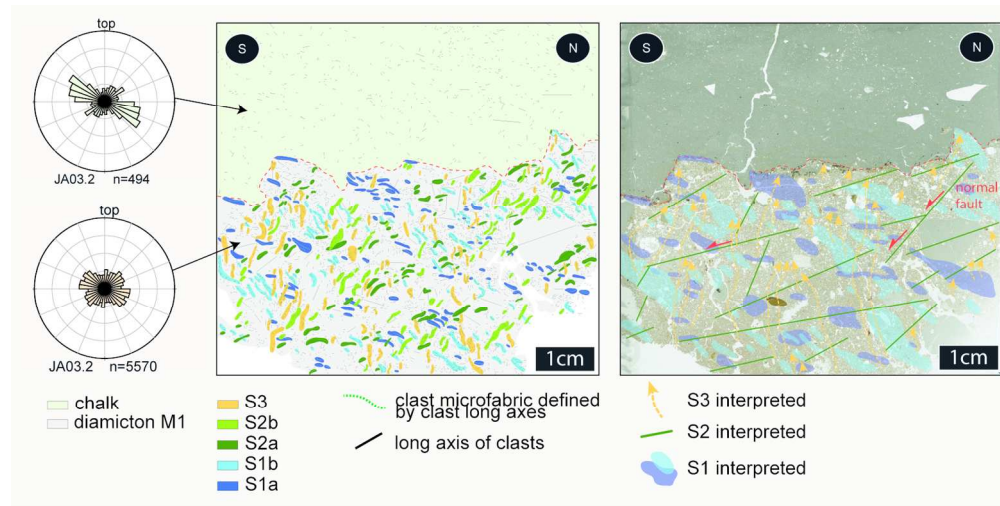 top
JA03.2 n=494
top
JA03.2 n=5570
chalk
diamicton M1
S N
1cm
S3
S2b
S2a
S1b
S1a
clast microfabric defined
by clast long axes
long axis of clasts
S N
normal
fault
1cm
S3 interpreted
S2 interpreted
S1 interpreted